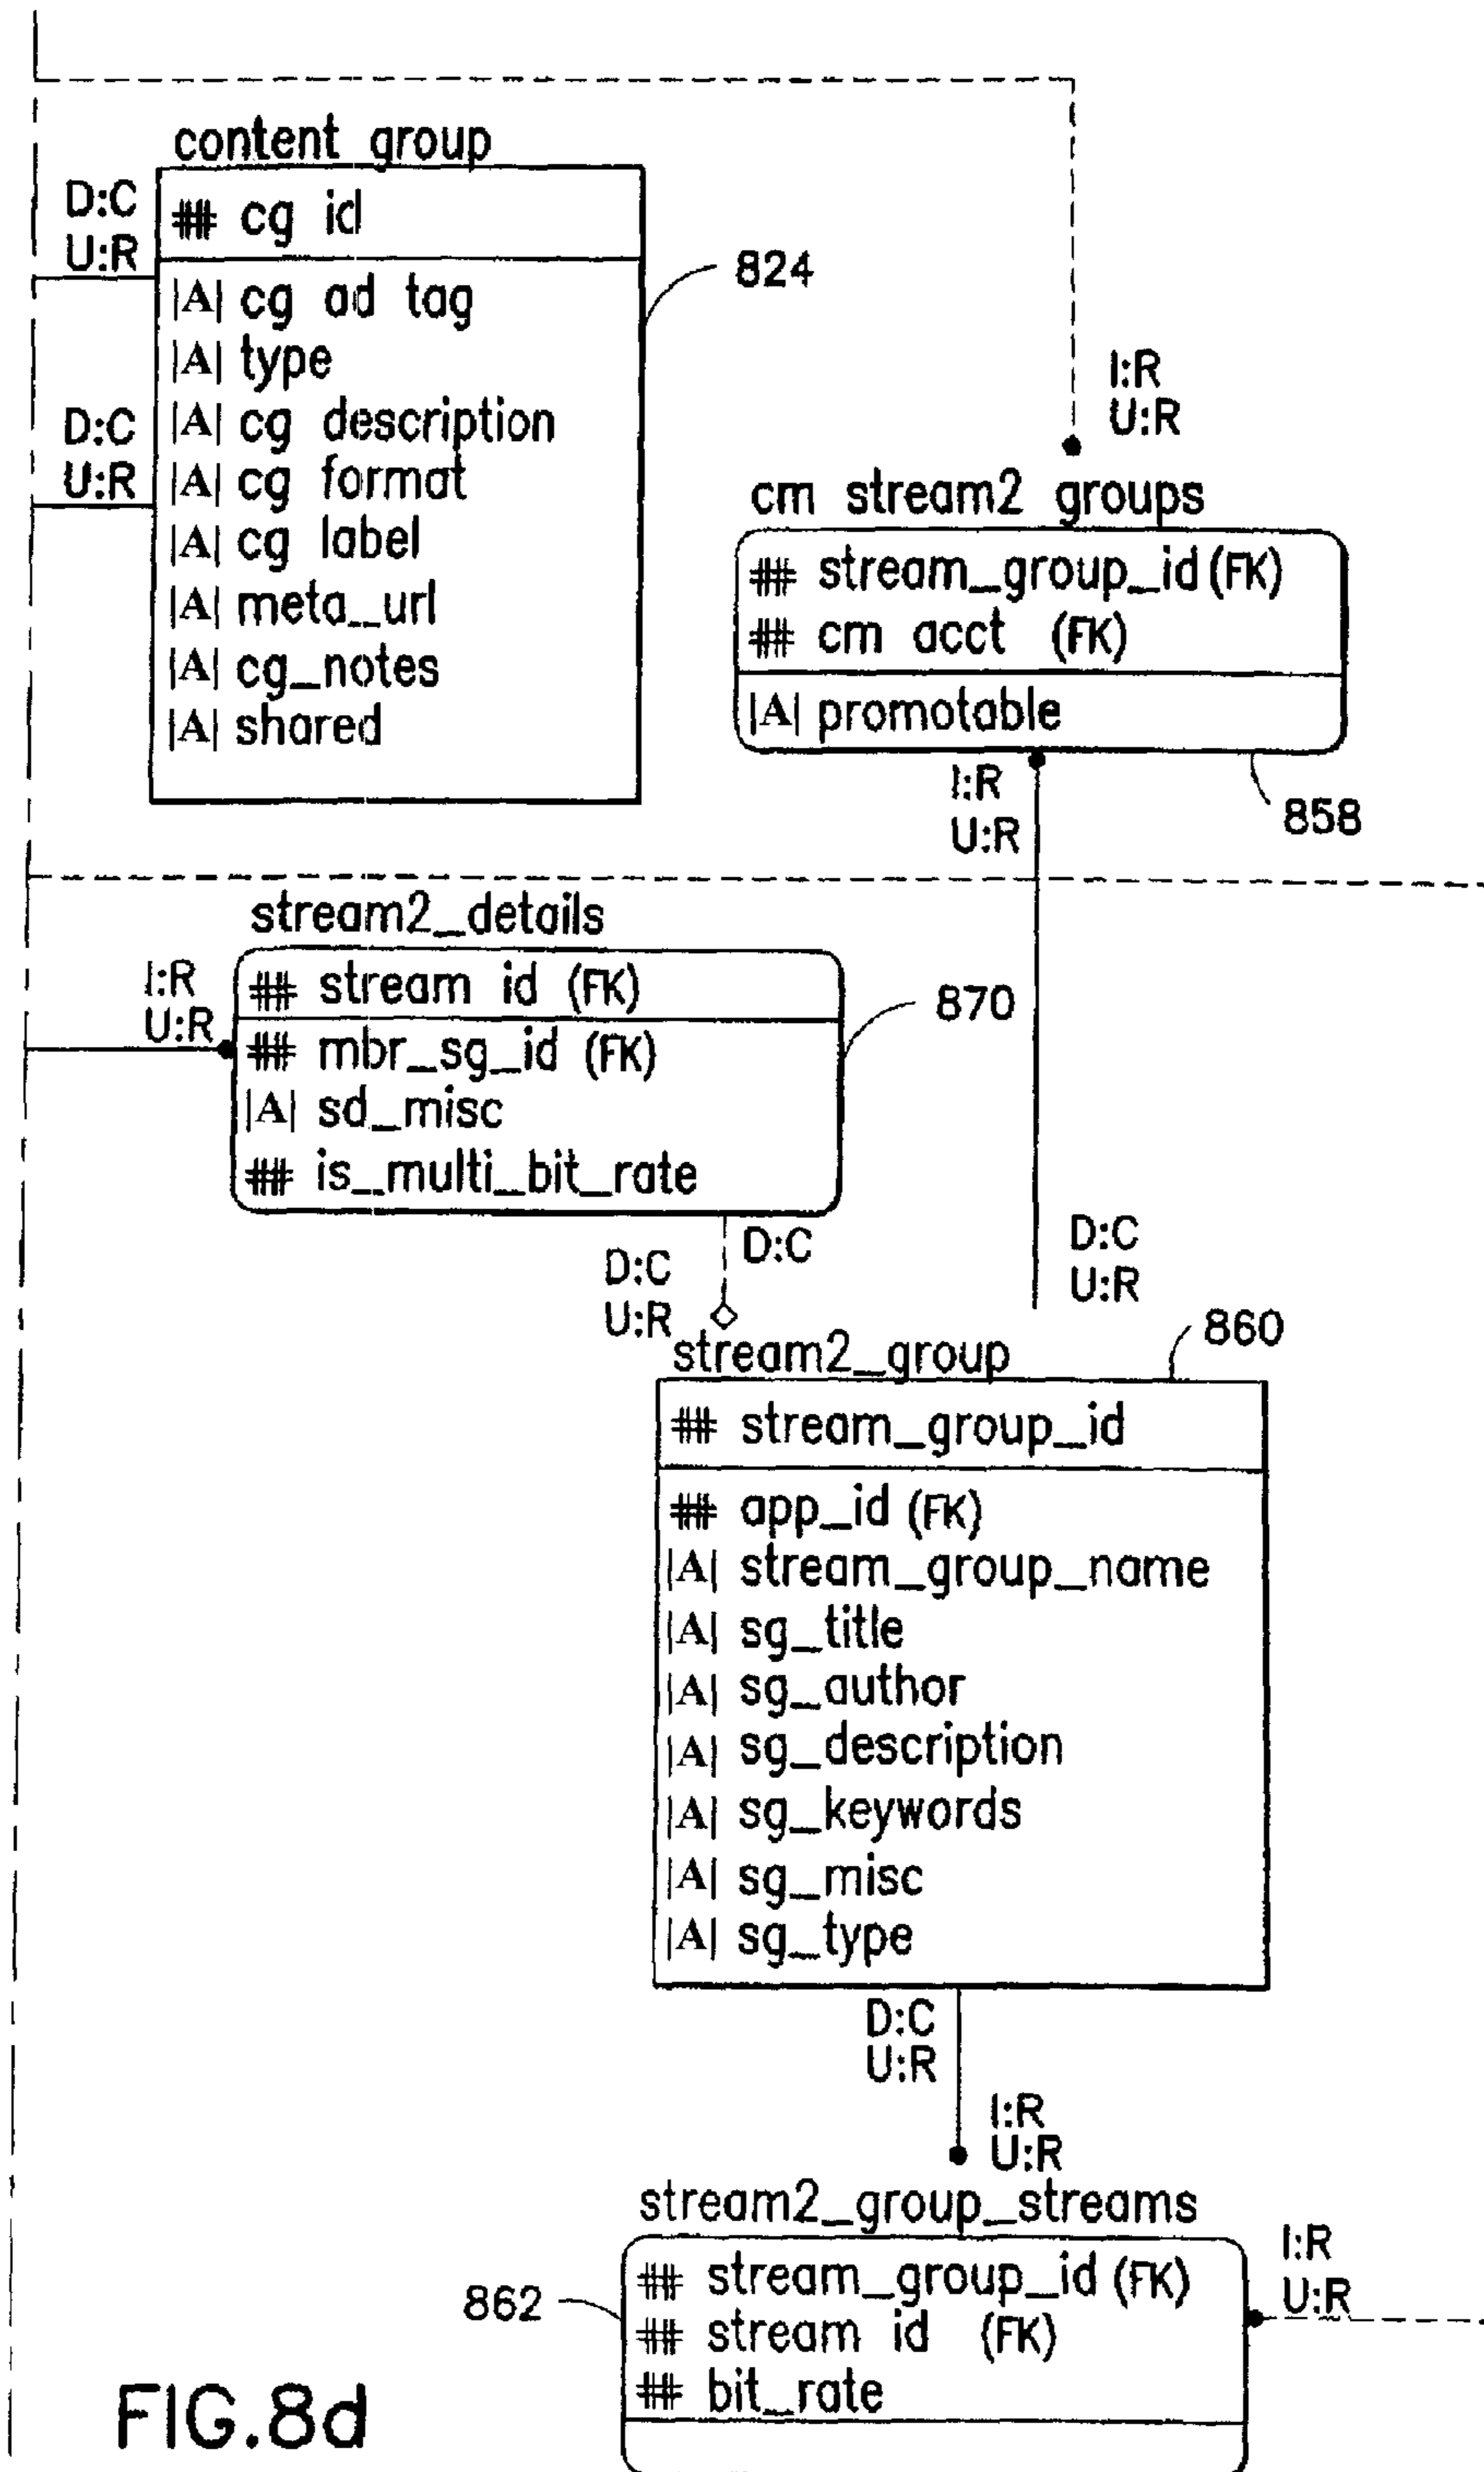 content group
D:C
U:R
## cg id
|A| cg ad tag
|A| type
D:C
U:R
|A| cg description
|A| cg format
|A| cg label
|A| meta_url
|A| cg_notes
|A| shared
824
I:R
U:R
cm stream2 groups
## stream_group_id (FK)
## cm acct (FK)
|A| promotable
858
I:R
U:R
stream2_details
I:R
U:R
## stream id (FK)
## mbr_sg_id (FK)
|A| sd_misc
## is_multi_bit_rate
870
D:C
U:R
D:C
D:C
U:R
stream2_group
860
## stream_group_id
## app_id (FK)
|A| stream_group_name
|A| sg_title
|A| sg_author
|A| sg_description
|A| sg_keywords
|A| sg_misc
|A| sg_type
D:C
U:R
I:R
U:R
stream2_group_streams
862
## stream_group_id (FK)
## stream id (FK)
## bit_rate
I:R
U:R
FIG.8d